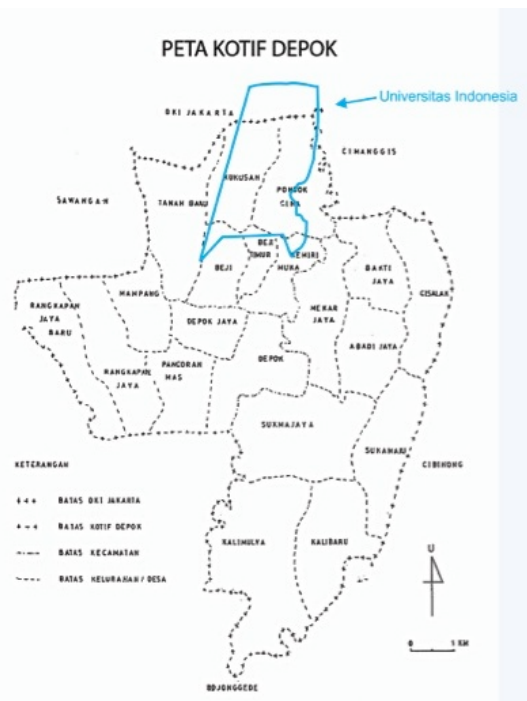 PETA KOTIF DEPOK
Universitas Indonesia
DKI JAKARTA
CIMANGGIS
KUKUSAN
SAWANGAN
TANAH BARU
PONDOK
CINA
BEJI
TIMUR
KEMIRI
MUKA
BEJI
BAKTI
JAYA
CISALAK
MAMPANG
RANGKAPAN
JAYA
BARU
DEPOK JAYA
MEKAR
JAYA
ABADI JAYA
DEPOK
PANCORAN
MAS
RANGKAPAN
JAYA
SUKMAJAYA
SUKAMAJU
CIBINONG
KETERANGAN
BATAS DKI JAKARTA
BATAS KOTIF DEPOK
BATAS KECAMATAN
BATAS KELURAHAN / DESA
KALIMULYA
KALIBARU
U
0 1 KM
BOJONGGEDE